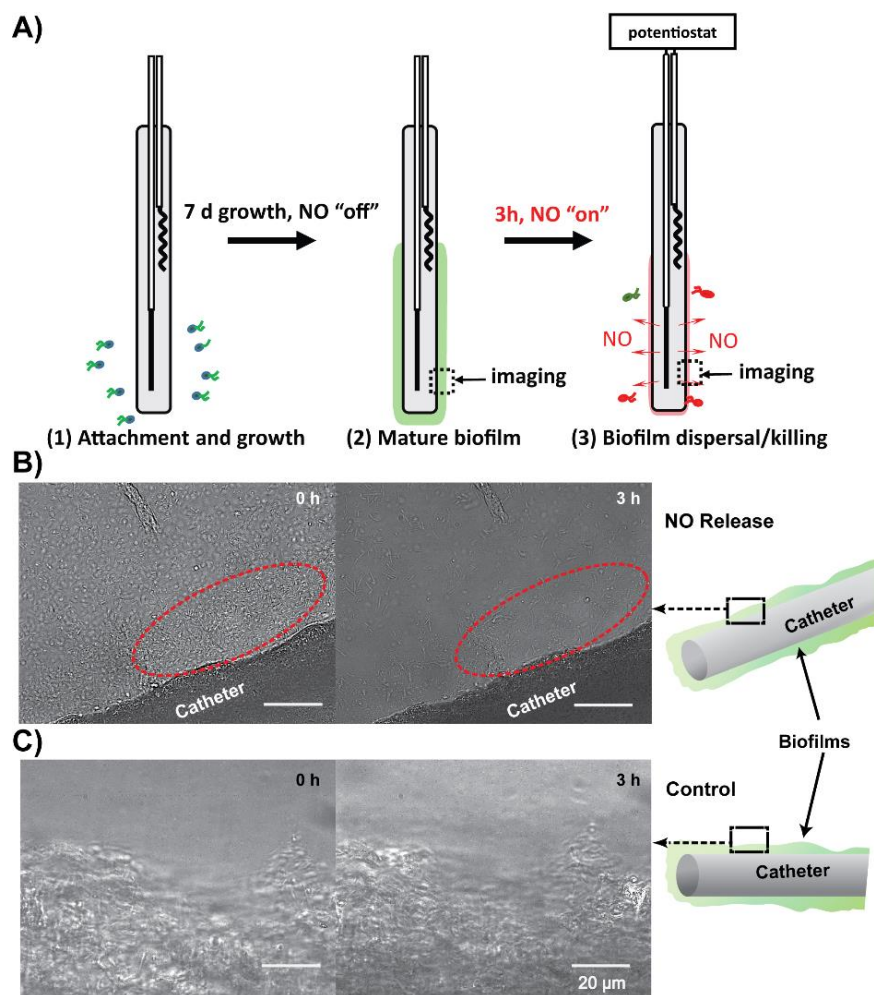 A)
potentiostat
7 d growth, NO “off”
3h, NO “on”
NO
NO
imaging
imaging
(1) Attachment and growth
(2) Mature biofilm
(3) Biofilm dispersal/killing
B)
0 h
3 h
NO Release
Catheter
Catheter
Catheter
Biofilms
C)
0 h
3 h
Control
Catheter
20 µm